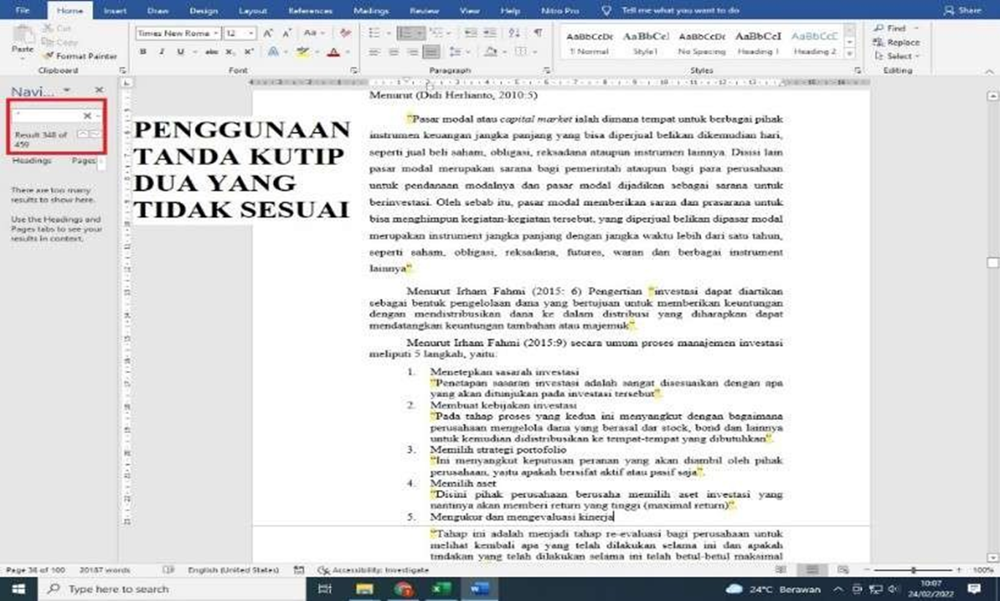 File Home Insert Draw Design Layout References Mailings Review View Help Nitro Pro Tell me what you want to do Share
Paste
Cut
Copy
Format Painter
Clipboard
Times New Roma 12
Font
Paragraph
AaBbCcDc AaBbCcI AaBbCcDc AaBbCcI AaBbCcC
¶ Normal Style1 No Spacing Heading 1 Heading 2
Styles
Find
Replace
Select
Editing
Navi...
Result 348 of
459
Headings Pages
There are too many
results to show here.
Use the Headings and
Pages tabs to see your
results in context.
PENGGUNAAN
TANDA KUTIP
DUA YANG
TIDAK SESUAI
Menurut (Didi Herlianto, 2010:5)
"Pasar modal atau capital market ialah dimana tempat untuk berbagai pihak
instrumen keuangan jangka panjang yang bisa diperjual belikan dikemudian hari,
seperti jual beli saham, obligasi, reksadana ataupun instrumen lainnya. Disisi lain
pasar modal merupakan sarana bagi pemerintah ataupun bagi para perusahaan
untuk pendanaan modalnya dan pasar modal dijadikan sebagai sarana untuk
berinvestasi. Oleh sebab itu, pasar modal memberikan saran dan prasarana untuk
bisa menghimpun kegiatan-kegiatan tersebut, yang diperjual belikan dipasar modal
merupakan instrument jangka panjang dengan jangka waktu lebih dari satu tahun,
seperti saham, obligasi, reksadana, futures, waran dan berbagai instrument
lainnya"
Menurut Irham Fahmi (2015: 6) Pengertian "investasi dapat diartikan
sebagai bentuk pengelolaan dana yang bertujuan untuk memberikan keuntungan
dengan mendistribusikan dana ke dalam distribusi yang diharapkan dapat
mendatangkan keuntungan tambahan atau majemuk".
Menurut Irham Fahmi (2015:9) secara umum proses manajemen investasi
meliputi 5 langkah, yaitu:
1. Menetepkan sasarah investasi
"Penetapan sasaran investasi adalah sangat disesuaikan dengan apa
yang akan ditunjukan pada investasi tersebut".
2. Membuat kebijakan investasi
"Pada tahap proses yang kedua ini menyangkut dengan bagaimana
perusahaan mengelola dana yang berasal dar stock, bond dan lainnya
untuk kemudian didistribusikan ke tempat-tempat yang dibutuhkan".
3. Memilih strategi portofolio
"Ini menyangkut keputusan peranan yang akan diambil oleh pihak
perusahaan, yaitu apakah bersifat aktif atau pasif saja".
4. Memilih aset
"Disini pihak perusahaan berusaha memilih aset investasi yang
nantinya akan memberi return yang tinggi (maximal return)".
5. Mengukur dan mengevaluasi kinerja
"Tahap ini adalah menjadi tahap re-evaluasi bagi perusahaan untuk
melihat kembali apa yang telah dilakukan selama ini dan apakah
tindakan yang telah dilakukan selama ini telah betul-betul maksimal
Page 36 of 100 20187 words English (United States) Accessibility: Investigate 100%
Type here to search 24°C Berawan 10:07
24/02/2022